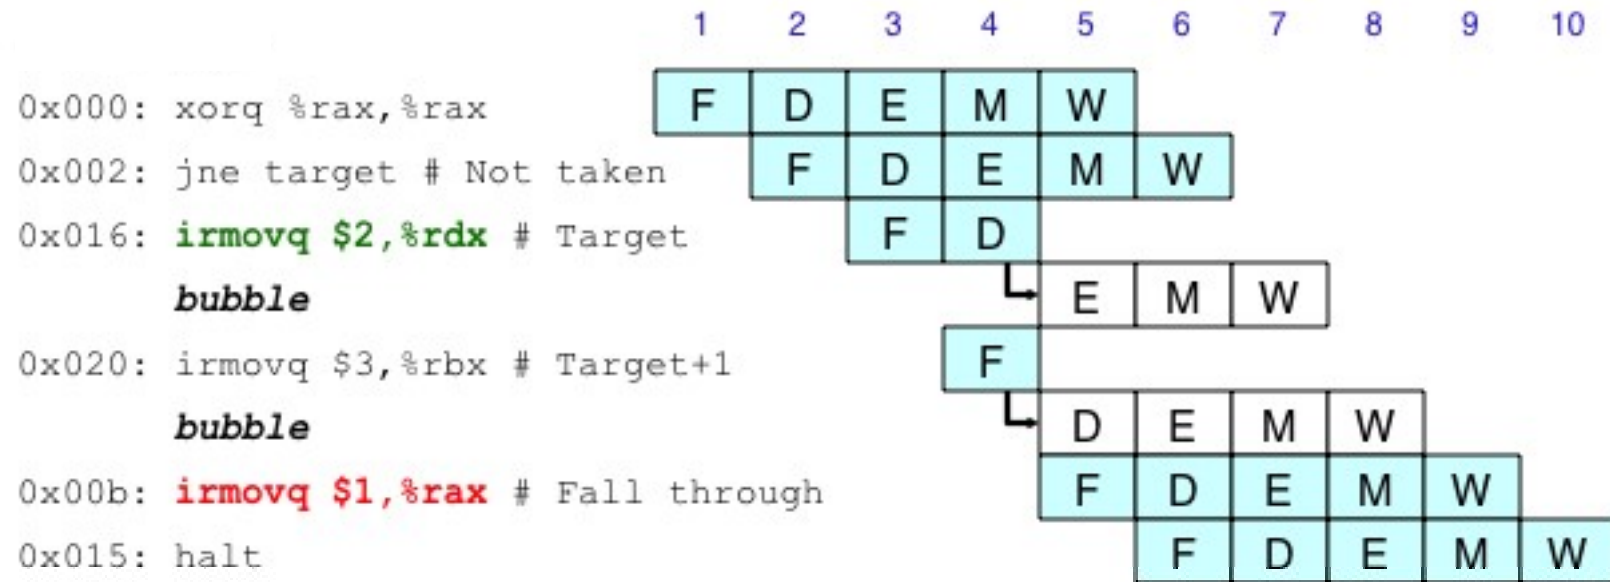 1 2 3 4 5 6 7 8 9 10
0x000: xorq %rax,%rax F D E M W
0x002: jne target # Not taken F D E M W
0x016: irmovq $2,%rdx # Target F D
bubble E M W
0x020: irmovq $3,%rbx # Target+1 F
bubble D E M W
0x00b: irmovq $1,%rax # Fall through F D E M W
0x015: halt F D E M W